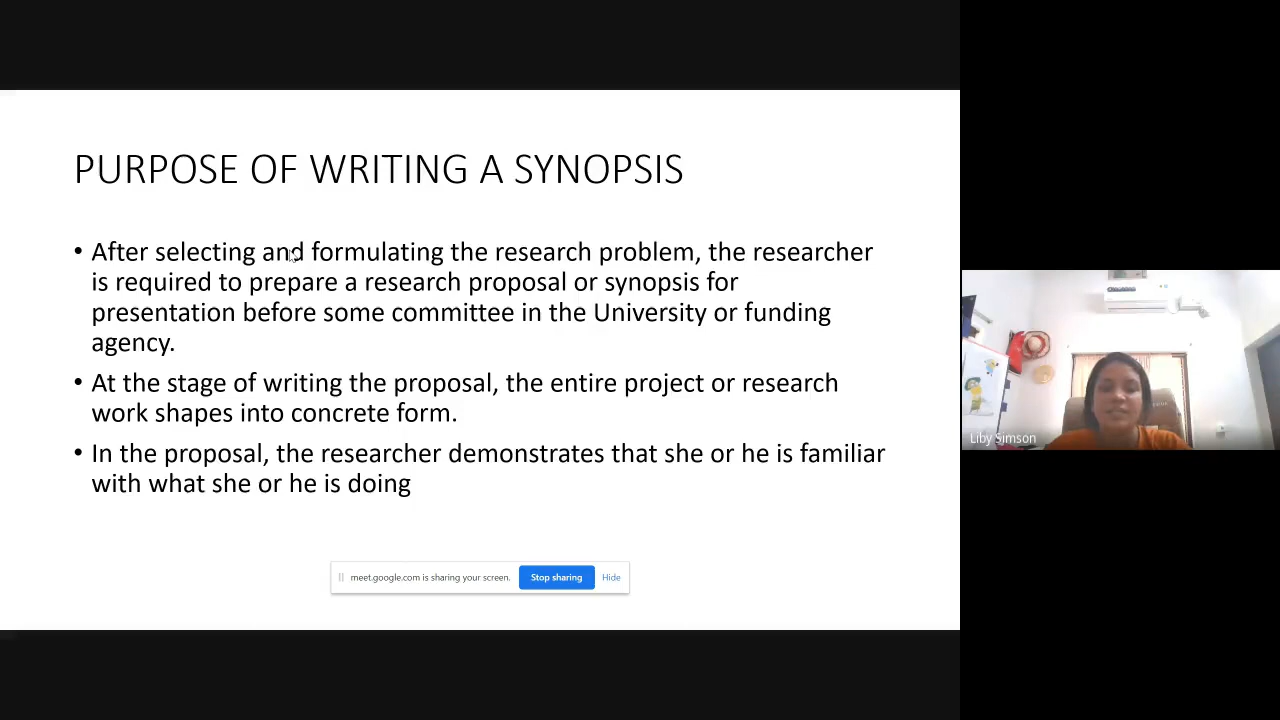 PURPOSE OF WRITING A SYNOPSIS
• After selecting and formulating the research problem, the researcher
is required to prepare a research proposal or synopsis for
presentation before some committee in the University or funding
agency.
• At the stage of writing the proposal, the entire project or research
work shapes into concrete form.
• In the proposal, the researcher demonstrates that she or he is familiar
with what she or he is doing
meet.google.com is sharing your screen. Stop sharing Hide
Liby Simson